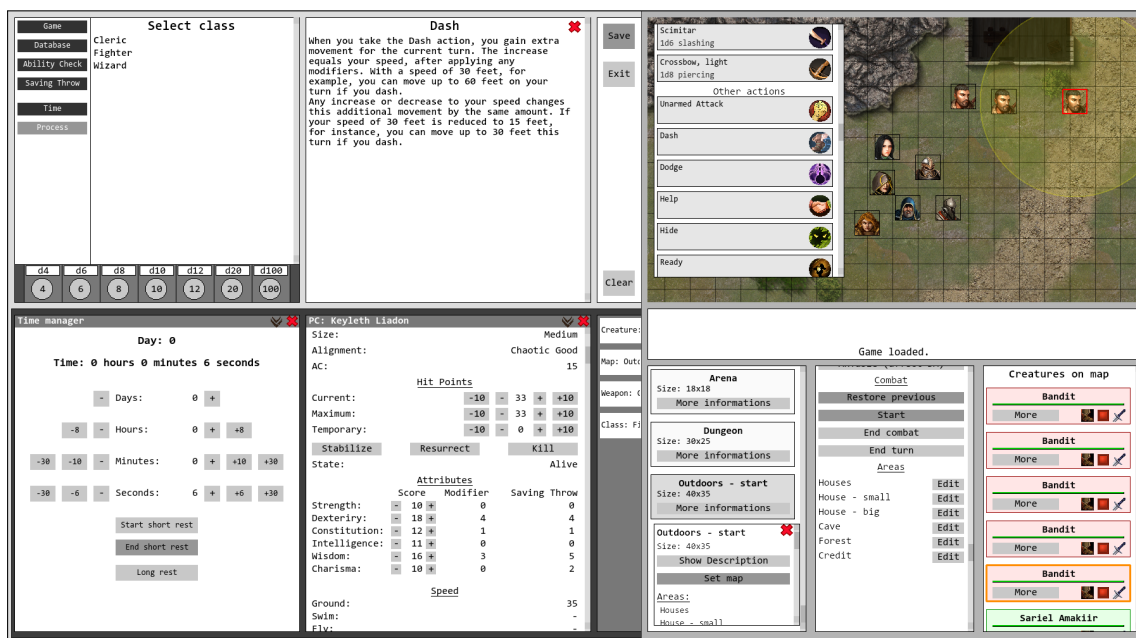 Game
Database
Ability Check
Saving Throw
Time
Process
Select class
Cleric
Fighter
Wizard
d4 d6 d8 d10 d12 d20 d100
4 6 8 10 12 20 100
Dash
When you take the Dash action, you gain extra
movement for the current turn. The increase
equals your speed, after applying any
modifiers. With a speed of 30 feet, for
example, you can move up to 60 feet on your
turn if you dash.
Any increase or decrease to your speed changes
this additional movement by the same amount. If
your speed of 30 feet is reduced to 15 feet,
for instance, you can move up to 30 feet this
turn if you dash.
Save
Exit
Clear
Scimitar
1d6 slashing
Crossbow, light
1d8 piercing
Other actions
Unarmed Attack
Dash
Dodge
Help
Hide
Ready
Time manager
Day: 0
Time: 0 hours 0 minutes 6 seconds
- Days: 0 +
-8 - Hours: 0 + +8
-30 -10 - Minutes: 0 + +10 +30
-30 -6 - Seconds: 6 + +6 +30
Start short rest
End short rest
Long rest
PC: Keyleth Liadon
Size: Medium
Alignment: Chaotic Good
AC: 15
Hit Points
Current: -10 - 33 + +10
Maximum: -10 - 33 + +10
Temporary: -10 - 0 + +10
Stabilize Resurrect Kill
State: Alive
Attributes
Score Modifier Saving Throw
Strength: - 10 + 0 0
Dexteriry: - 18 + 4 4
Constitution: - 12 + 1 1
Intelligence: - 11 + 0 0
Wisdom: - 16 + 3 5
Charisma: - 10 + 0 2
Speed
Ground: 35
Swim: -
Fly: -
Creature:
Map: Outd
Weapon: C
Class: Fi
Game loaded.
Arena
Size: 18x18
More informations
Dungeon
Size: 30x25
More informations
Outdoors - start
Size: 40x35
More informations
Outdoors - start
Size: 40x35
Show Description
Set map
Areas:
Houses
House - small
Combat
Restore previous
Start
End combat
End turn
Areas
Houses Edit
House - small Edit
House - big Edit
Cave Edit
Forest Edit
Credit Edit
Creatures on map
Bandit
More
Bandit
More
Bandit
More
Bandit
More
Bandit
More
Sariel Amakiir